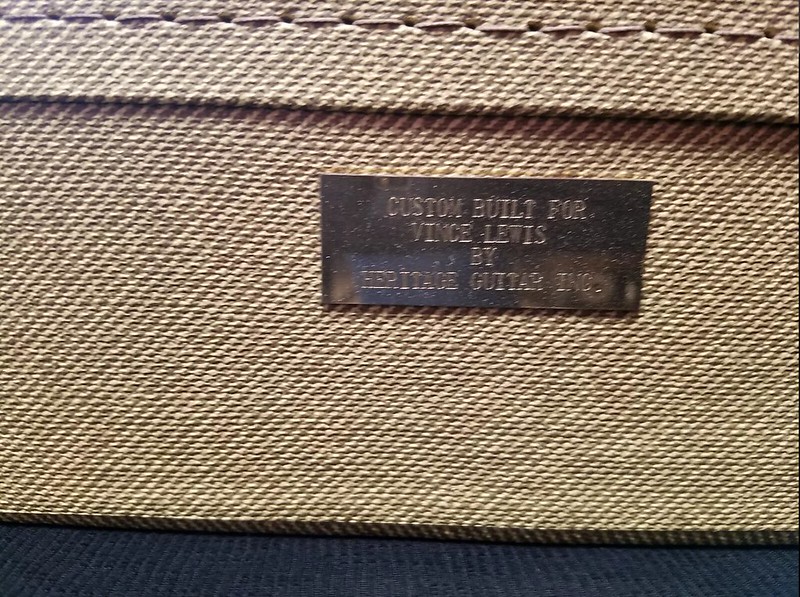 CUSTOM BUILT FOR
VINCE LEWIS
BY
HERITAGE GUITAR INC.